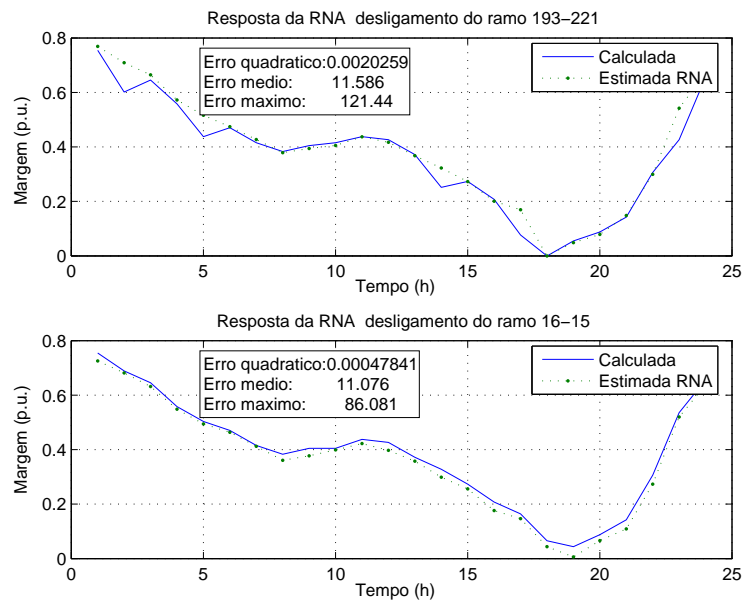 Resposta da RNA desligamento do ramo 193−221
Margem (p.u.)
0.8
0.6
0.4
0.2
0
Erro quadratico:0.0020259
Erro medio: 11.586
Erro maximo: 121.44
Calculada
Estimada RNA
0 5 10 15 20 25
Tempo (h)
Resposta da RNA desligamento do ramo 16−15
Margem (p.u.)
0.8
0.6
0.4
0.2
0
Erro quadratico:0.00047841
Erro medio: 11.076
Erro maximo: 86.081
Calculada
Estimada RNA
0 5 10 15 20 25
Tempo (h)